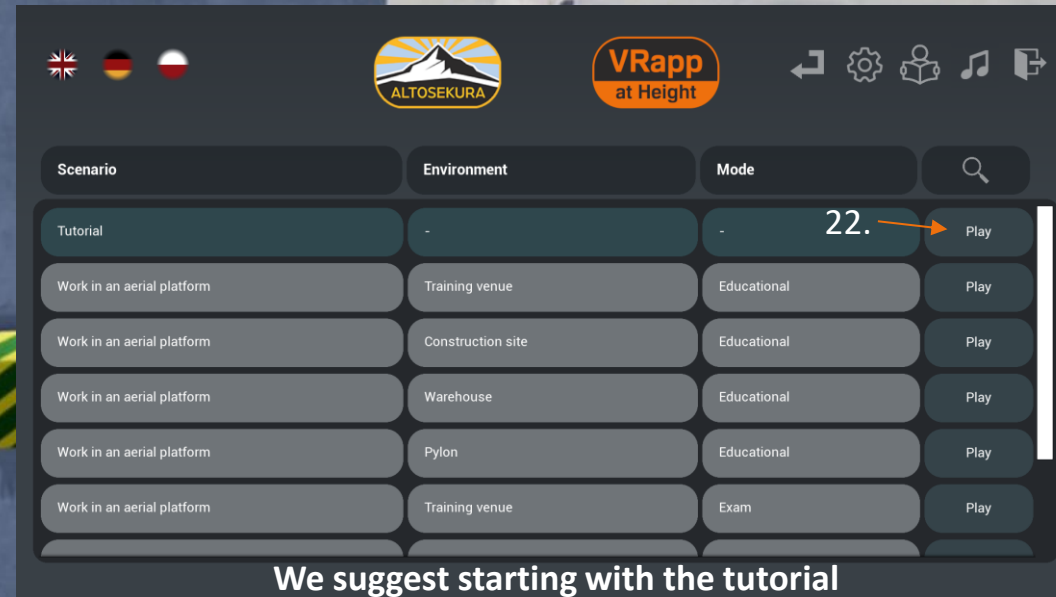 ALTOSEKURA
VRapp
at Height
Scenario Environment Mode
Tutorial - - 22. Play
Work in an aerial platform Training venue Educational Play
Work in an aerial platform Construction site Educational Play
Work in an aerial platform Warehouse Educational Play
Work in an aerial platform Pylon Educational Play
Work in an aerial platform Training venue Exam Play
We suggest starting with the tutorial